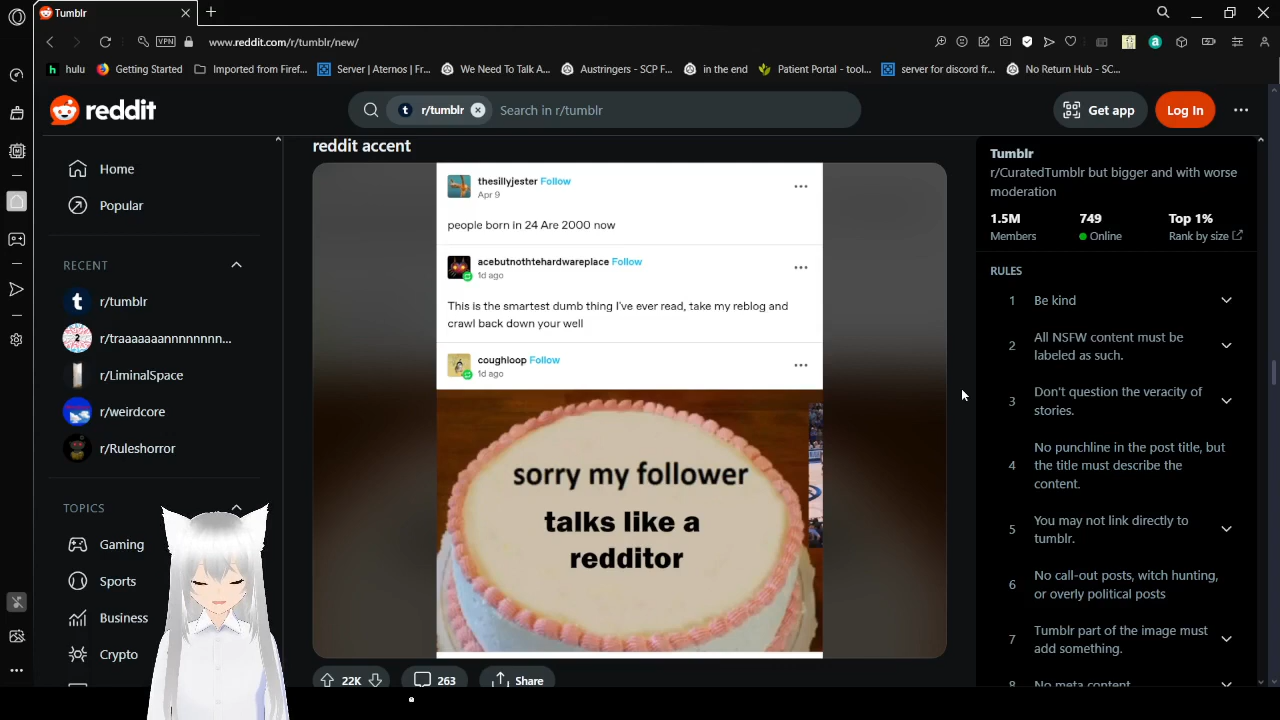 Tumblr
www.reddit.com/r/tumblr/new/
VPN
hulu
Getting Started
Imported from Firef...
Server | Aternos | Fr...
We Need To Talk A...
Austringers - SCP F...
in the end
Patient Portal - tool...
server for discord fr...
No Return Hub - SC...
reddit
r/tumblr
Search in r/tumblr
Get app
Log In
Home
Popular
RECENT
r/tumblr
r/traaaaaaannnnnnnn...
r/LiminalSpace
r/weirdcore
r/Ruleshorror
TOPICS
Gaming
Sports
Business
Crypto
reddit accent
thesillyjester Follow
Apr 9
people born in 24 Are 2000 now
acebutnothtehardwareplace Follow
1d ago
This is the smartest dumb thing I've ever read, take my reblog and
crawl back down your well
coughloop Follow
1d ago
sorry my follower
talks like a
redditor
22K
263
Share
Tumblr
r/CuratedTumblr but bigger and with worse
moderation
1.5M
Members
749
Online
Top 1%
Rank by size
RULES
1 Be kind
2 All NSFW content must be
labeled as such.
3 Don't question the veracity of
stories.
4 No punchline in the post title, but
the title must describe the
content.
5 You may not link directly to
tumblr.
6 No call-out posts, witch hunting,
or overly political posts
7 Tumblr part of the image must
add something.
8 No meta content